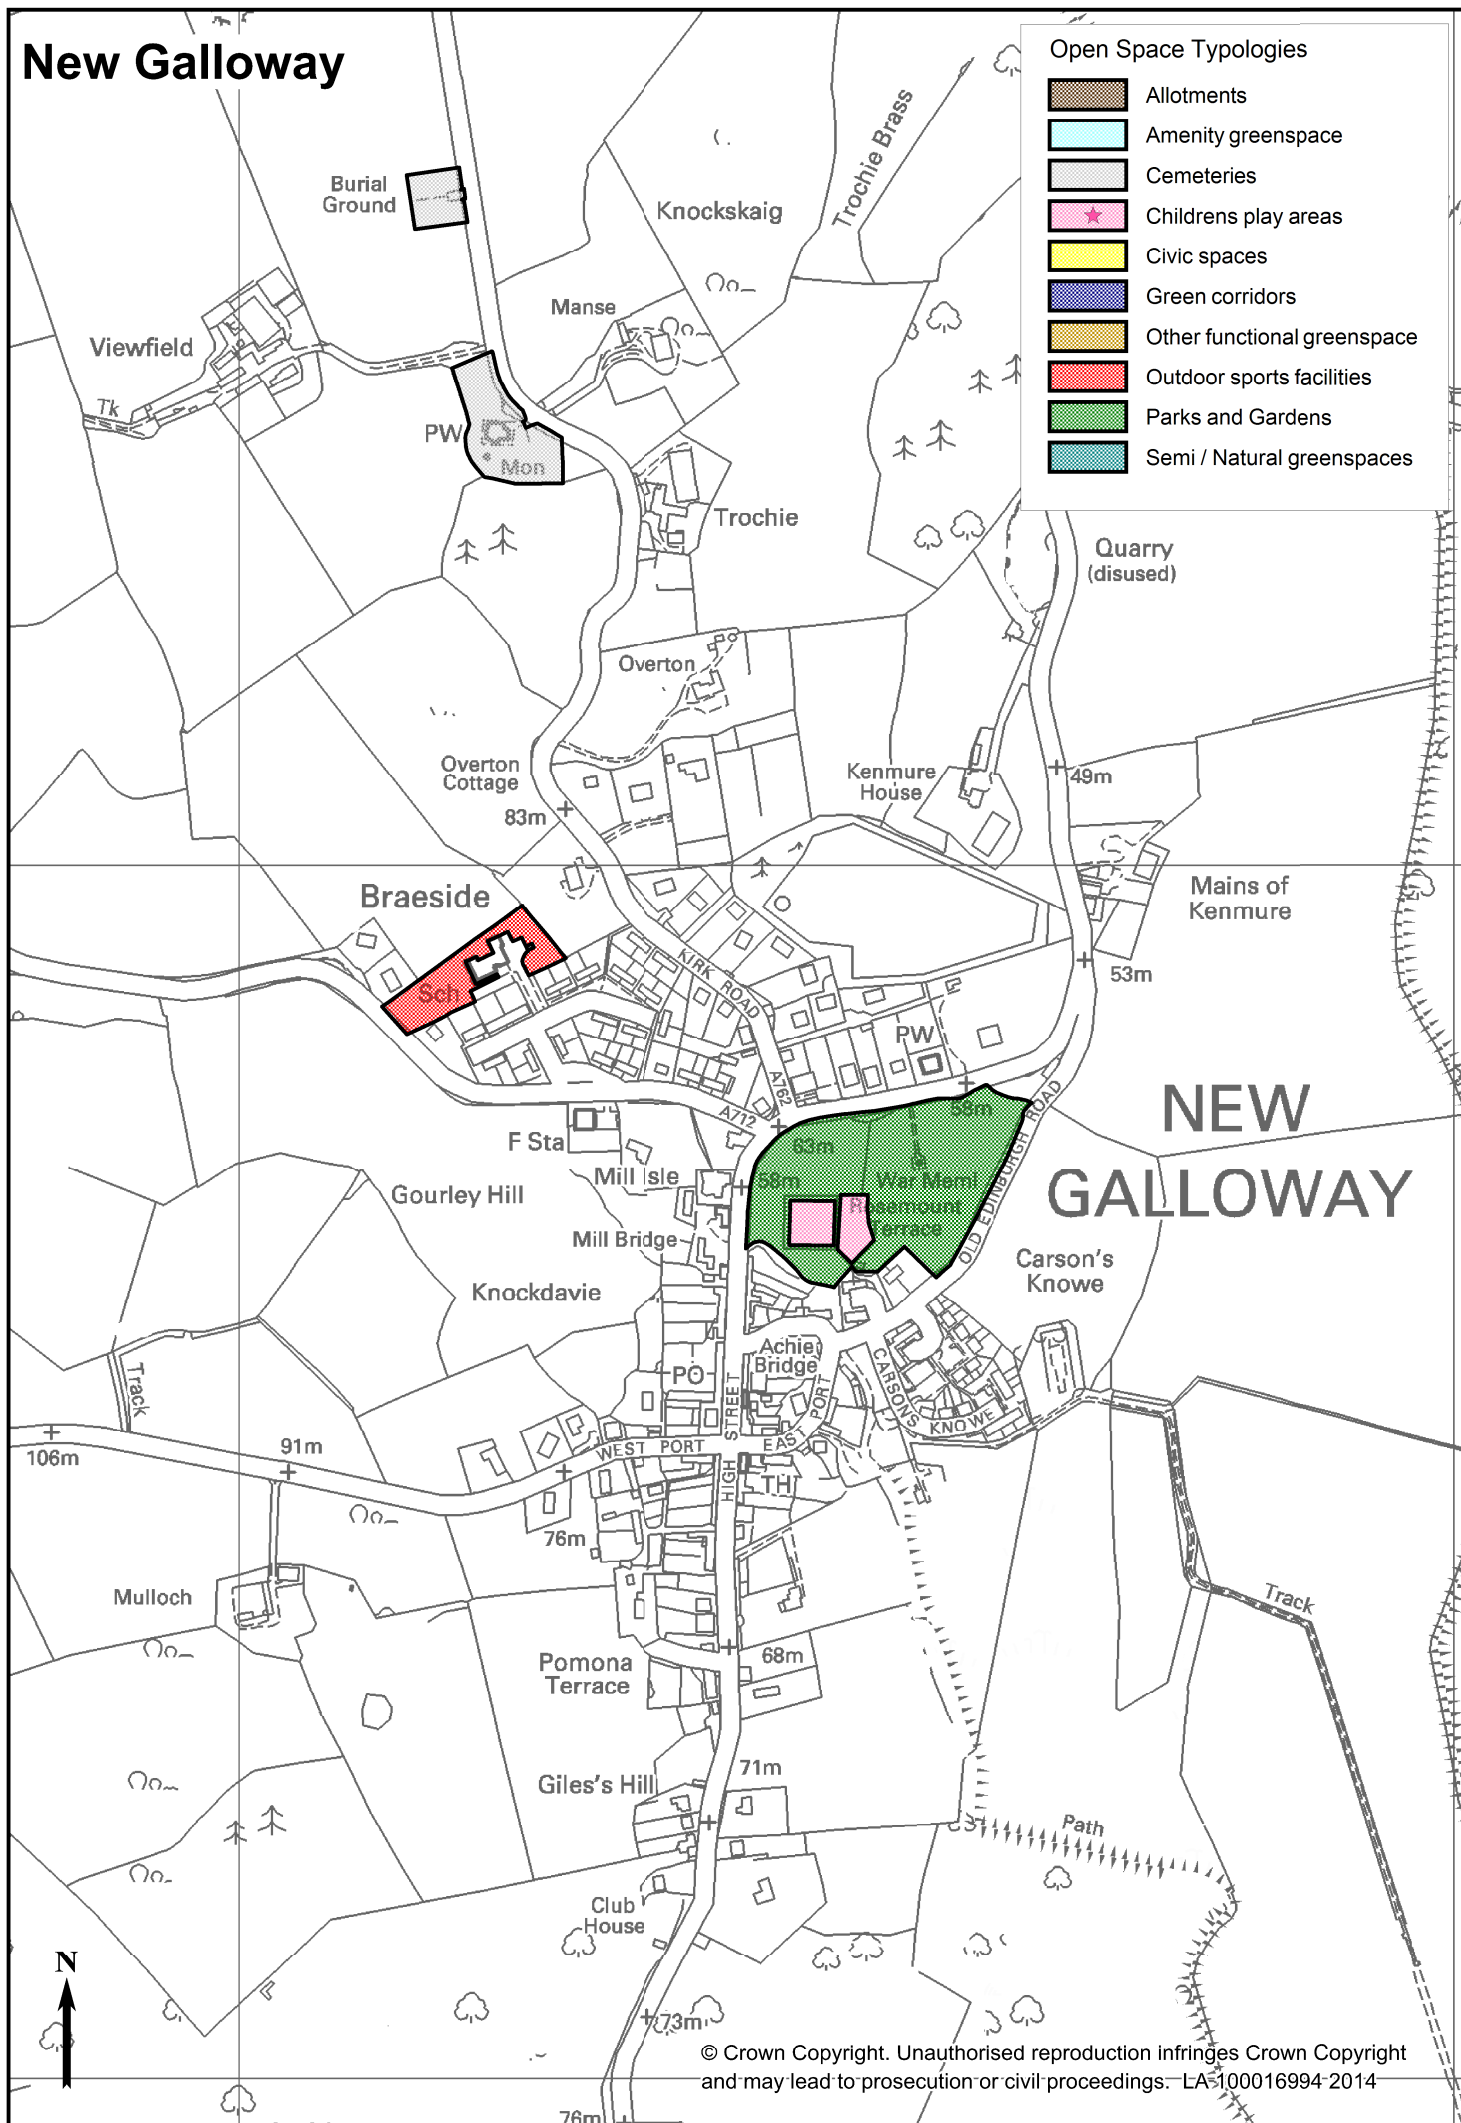 New Galloway
Open Space Typologies
Allotments
Amenity greenspace
Cemeteries
Childrens play areas
Civic spaces
Green corridors
Other functional greenspace
Outdoor sports facilities
Parks and Gardens
Semi / Natural greenspaces
Trochie Brass
Burial
Ground
Knockskaig
Manse
Viewfield
Tk
PW
Mon
Trochie
Quarry
(disused)
Overton
Overton
Cottage
83m
Kenmure
House
49m
Braeside
Mains of
Kenmure
53m
KIRK ROAD
Sch
PW
A762
A712
58m
NEW
GALLOWAY
F Sta
63m
Mill Isle
58m
War Meml
Rosemount
Terrace
OLD EDINBURGH ROAD
Gourley Hill
Mill Bridge
Carson's
Knowe
Knockdavie
Achie
Bridge
PO
Track
HIGH STREET
EAST PORT
CARSONS KNOWE
WEST PORT
106m
91m
TH
76m
Mulloch
Track
Pomona
Terrace
68m
71m
Giles's Hill
Path
Club
House
N
73m
© Crown Copyright. Unauthorised reproduction infringes Crown Copyright
and may lead to prosecution or civil proceedings. LA 100016994 2014
76m